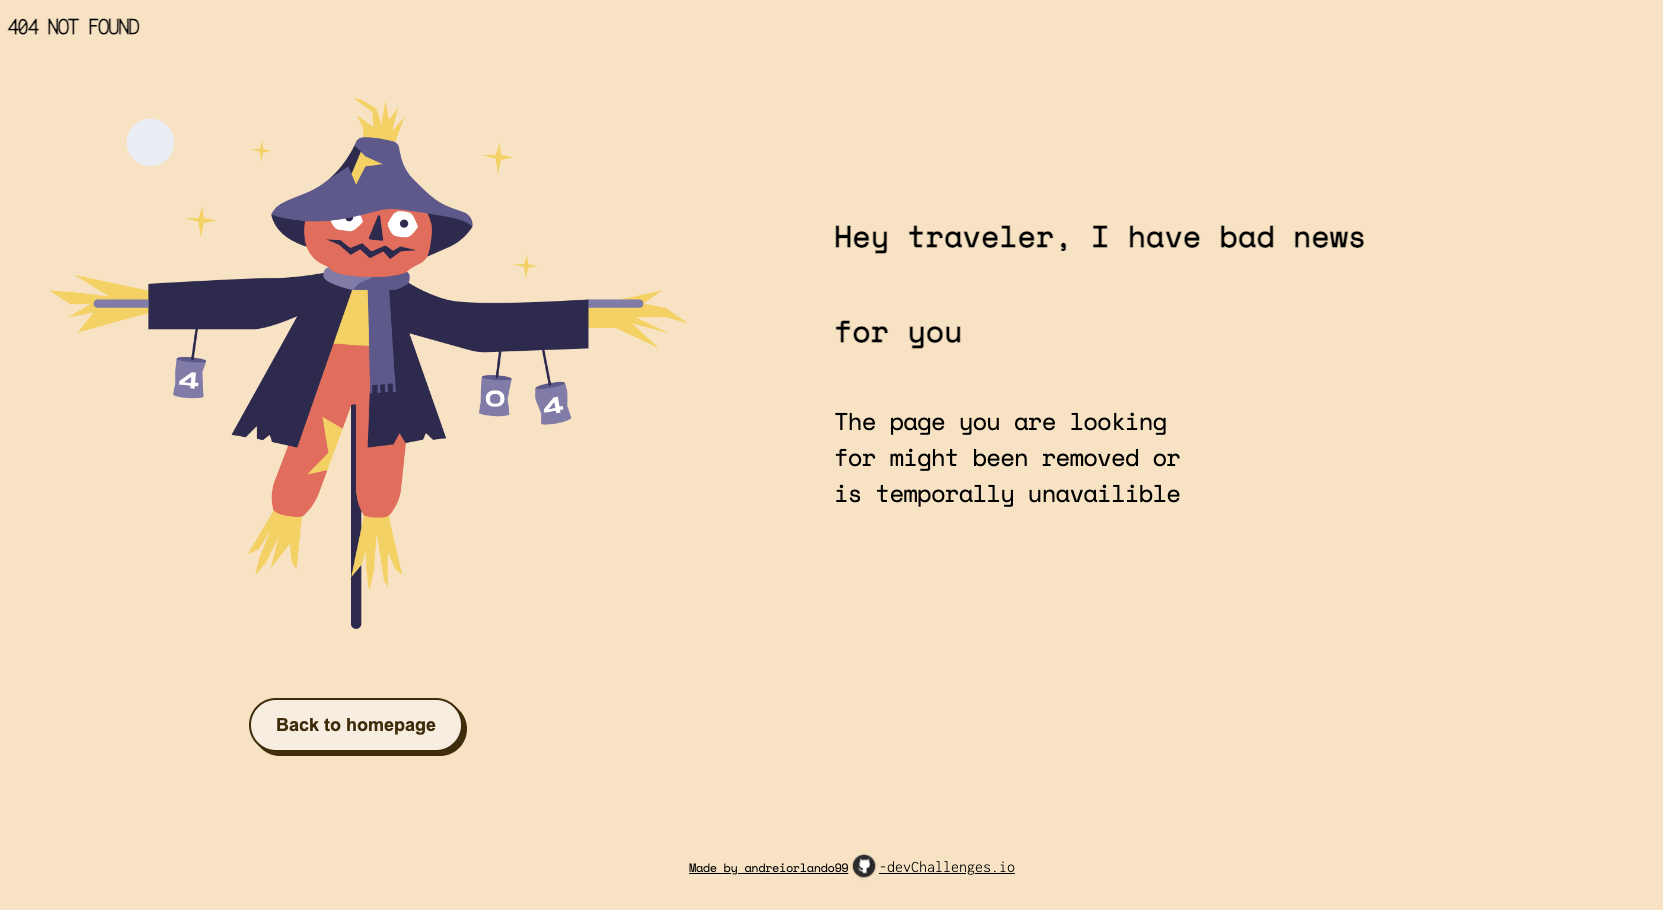 404 NOT FOUND
Hey traveler, I have bad news
for you
The page you are looking
for might been removed or
is temporally unavailible
4
0
4
Back to homepage
Made by andreiorlando99 -devChallenges.io